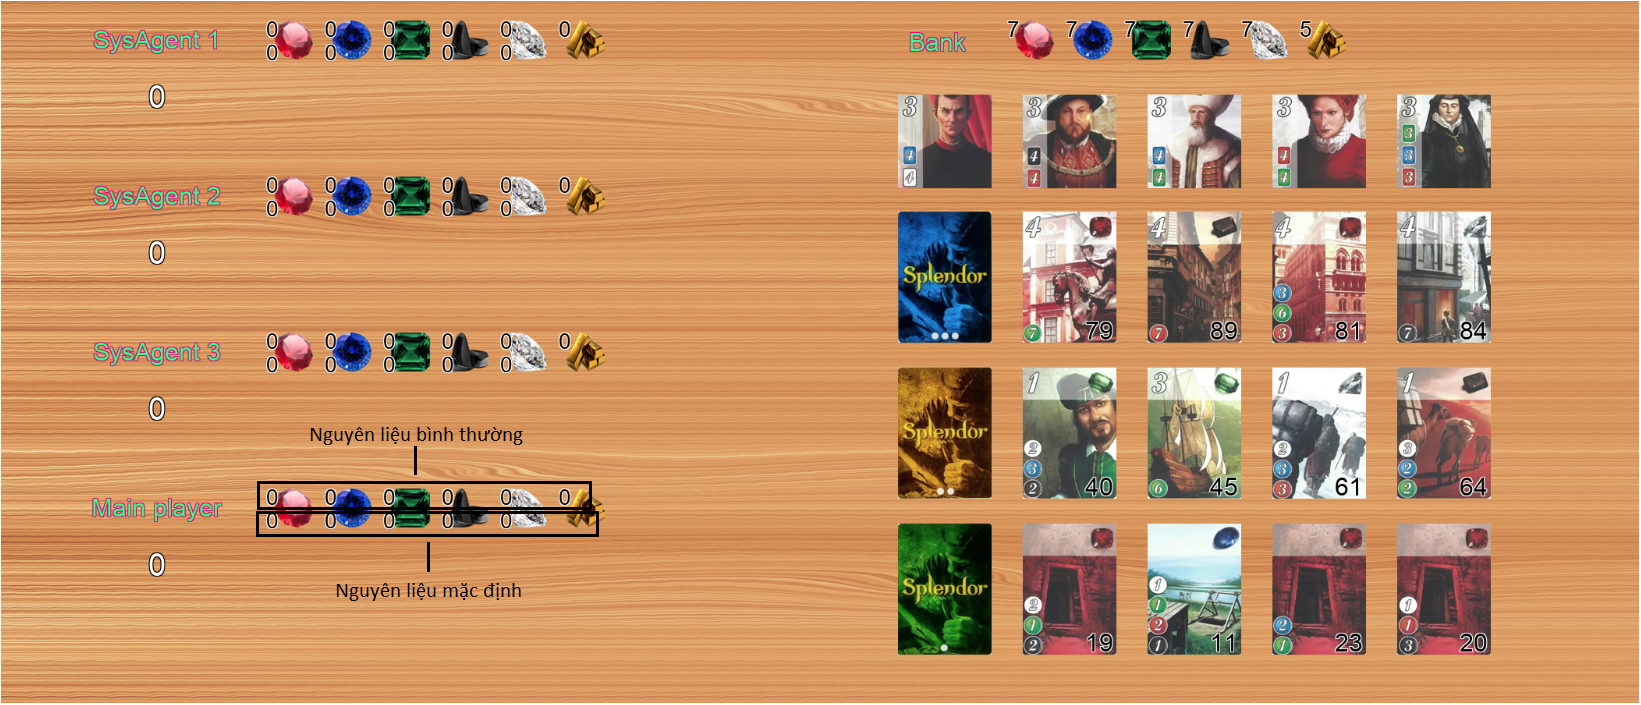 SysAgent 1
0 0 0 0 0 0
0 0 0 0 0
0
SysAgent 2
0 0 0 0 0 0
0 0 0 0 0
0
SysAgent 3
0 0 0 0 0 0
0 0 0 0 0
0
Nguyên liệu bình thường
Main player
0 0 0 0 0 0
0 0 0 0 0
0
Nguyên liệu mặc định
Bank
7 7 7 7 7 5
3 3 3 3 3
3
4 4 4 4 3
4 4 4 4 3
4 4 4 4
3
6
Splendor
7 79
7 89
3 81
7 84
1 3 1 1
2 2 3
3 3 2
Splendor
2 40
6 45
3 61
2 64
1
2 1 1
Splendor
1 2 2 1
2 19
1 11
1 23
3 20